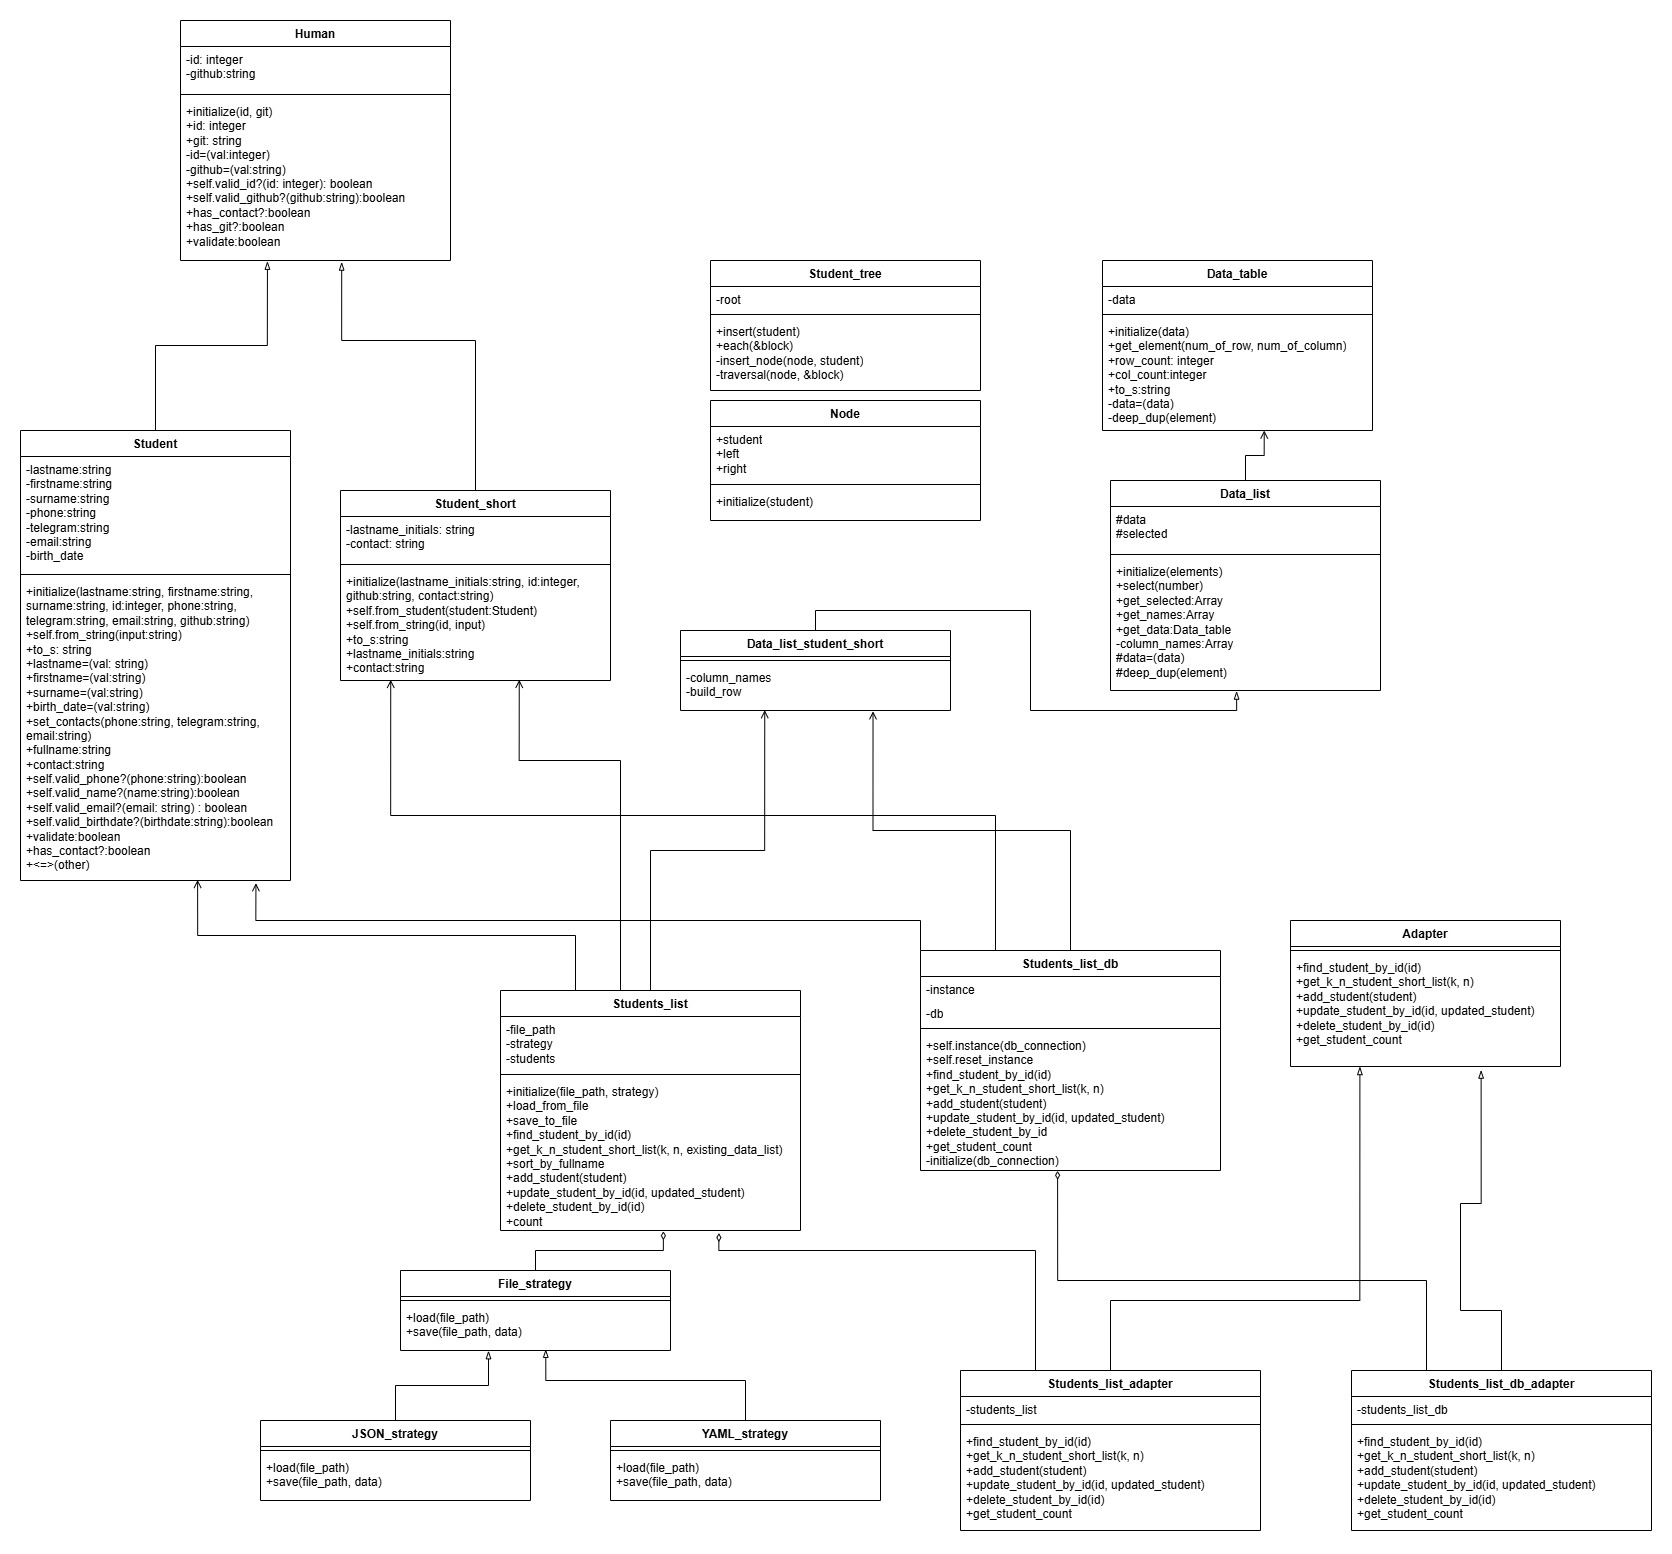 Human
-id: integer
-github:string
+initialize(id, git)
+id: integer
+git: string
-id=(val:integer)
-github=(val:string)
+self.valid_id?(id: integer): boolean
+self.valid_github?(github:string):boolean
+has_contact?:boolean
+has_git?:boolean
+validate:boolean
Student_tree
-root
+insert(student)
+each(&block)
-insert_node(node, student)
-traversal(node, &block)
Data_table
-data
+initialize(data)
+get_element(num_of_row, num_of_column)
+row_count: integer
+col_count:integer
+to_s:string
-data=(data)
-deep_dup(element)
Node
+student
+left
+right
+initialize(student)
Student
-lastname:string
-firstname:string
-surname:string
-phone:string
-telegram:string
-email:string
-birth_date
+initialize(lastname:string, firstname:string,
surname:string, id:integer, phone:string,
telegram:string, email:string, github:string)
+self.from_string(input:string)
+to_s: string
+lastname=(val: string)
+firstname=(val:string)
+surname=(val:string)
+birth_date=(val:string)
+set_contacts(phone:string, telegram:string,
email:string)
+fullname:string
+contact:string
+self.valid_phone?(phone:string):boolean
+self.valid_name?(name:string):boolean
+self.valid_email?(email: string) : boolean
+self.valid_birthdate?(birthdate:string):boolean
+validate:boolean
+has_contact?:boolean
+<=>(other)
Student_short
-lastname_initials: string
-contact: string
+initialize(lastname_initials:string, id:integer,
github:string, contact:string)
+self.from_student(student:Student)
+self.from_string(id, input)
+to_s:string
+lastname_initials:string
+contact:string
Data_list
#data
#selected
+initialize(elements)
+select(number)
+get_selected:Array
+get_names:Array
+get_data:Data_table
-column_names:Array
#data=(data)
#deep_dup(element)
Data_list_student_short
-column_names
-build_row
Students_list_db
-instance
-db
+self.instance(db_connection)
+self.reset_instance
+find_student_by_id(id)
+get_k_n_student_short_list(k, n)
+add_student(student)
+update_student_by_id(id, updated_student)
+delete_student_by_id
+get_student_count
-initialize(db_connection)
Adapter
+find_student_by_id(id)
+get_k_n_student_short_list(k, n)
+add_student(student)
+update_student_by_id(id, updated_student)
+delete_student_by_id(id)
+get_student_count
Students_list
-file_path
-strategy
-students
+initialize(file_path, strategy)
+load_from_file
+save_to_file
+find_student_by_id(id)
+get_k_n_student_short_list(k, n, existing_data_list)
+sort_by_fullname
+add_student(student)
+update_student_by_id(id, updated_student)
+delete_student_by_id(id)
+count
File_strategy
+load(file_path)
+save(file_path, data)
JSON_strategy
+load(file_path)
+save(file_path, data)
YAML_strategy
+load(file_path)
+save(file_path, data)
Students_list_adapter
-students_list
+find_student_by_id(id)
+get_k_n_student_short_list(k, n)
+add_student(student)
+update_student_by_id(id, updated_student)
+delete_student_by_id(id)
+get_student_count
Students_list_db_adapter
-students_list_db
+find_student_by_id(id)
+get_k_n_student_short_list(k, n)
+add_student(student)
+update_student_by_id(id, updated_student)
+delete_student_by_id(id)
+get_student_count